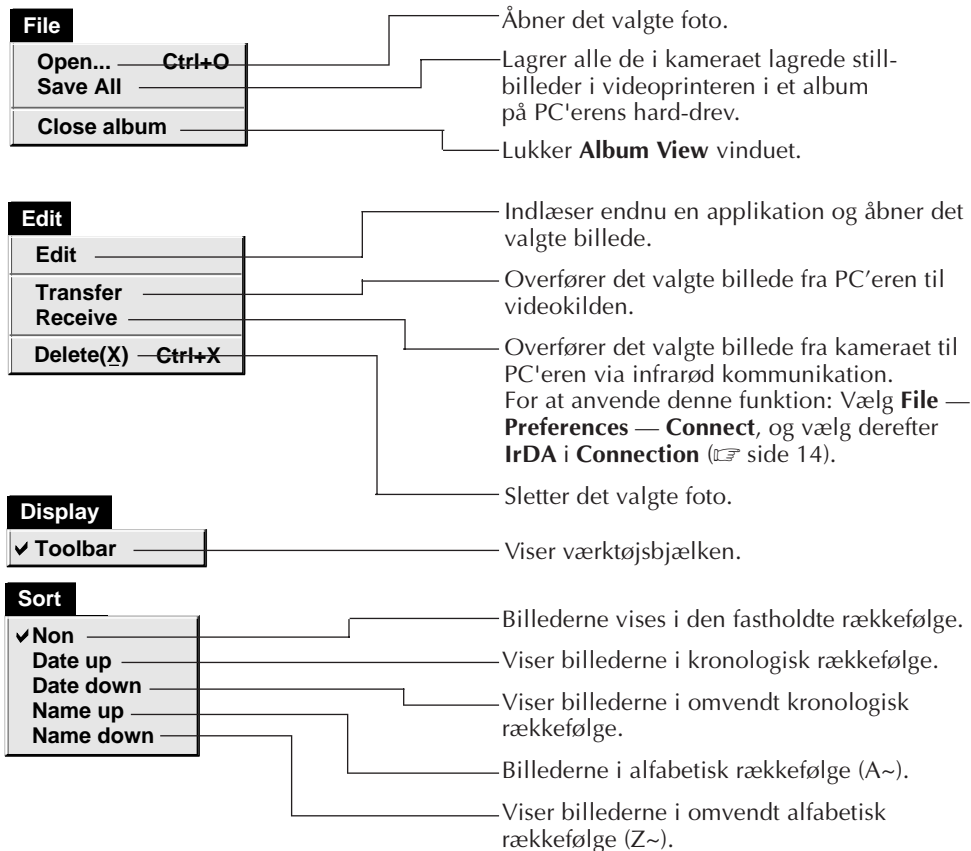 File
Open... Ctrl+O
Save All
Close album
Åbner det valgte foto.
Lagrer alle de i kameraet lagrede still-
billeder i videoprinteren i et album
på PC'erens hard-drev.
Lukker Album View vinduet.
Edit
Edit
Transfer
Receive
Delete(X) Ctrl+X
Indlæser endnu en applikation og åbner det
valgte billede.
Overfører det valgte billede fra PC’eren til
videokilden.
Overfører det valgte billede fra kameraet til
PC'eren via infrarød kommunikation.
For at anvende denne funktion: Vælg File —
Preferences — Connect, og vælg derefter
IrDA i Connection (☞ side 14).
Sletter det valgte foto.
Display
✓ Toolbar
Viser værktøjsbjælken.
Sort
✓ Non
Date up
Date down
Name up
Name down
Billederne vises i den fastholdte rækkefølge.
Viser billederne i kronologisk rækkefølge.
Viser billederne i omvendt kronologisk
rækkefølge.
Billederne i alfabetisk rækkefølge (A~).
Viser billederne i omvendt alfabetisk
rækkefølge (Z~).